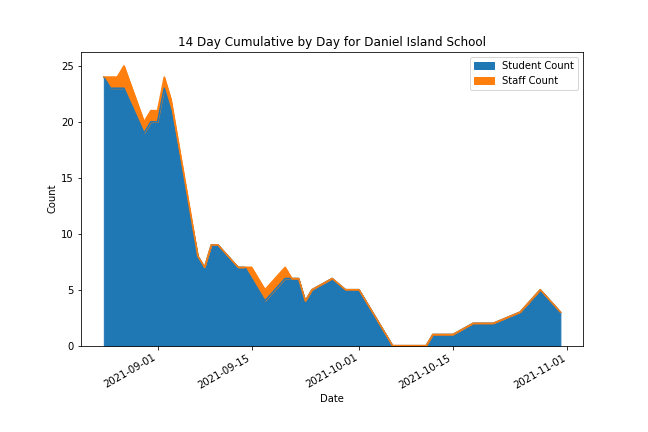 14 Day Cumulative by Day for Daniel Island School
Student Count
Staff Count
25
20
15
10
5
0
Count
2021-09-01
2021-09-15
2021-10-01
2021-10-15
2021-11-01
Date